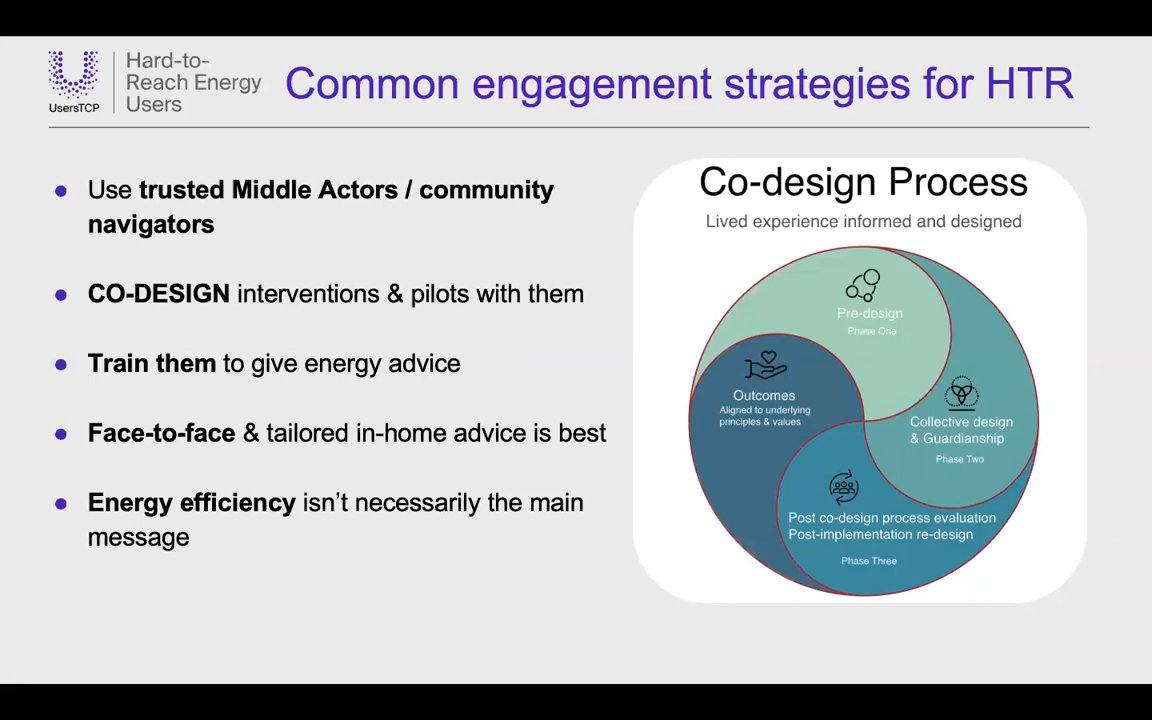 UsersTCP
Hard-to-
Reach Energy
Users
Common engagement strategies for HTR
● Use trusted Middle Actors / community
navigators
● CO-DESIGN interventions & pilots with them
● Train them to give energy advice
● Face-to-face & tailored in-home advice is best
● Energy efficiency isn’t necessarily the main
message
Co-design Process
Lived experience informed and designed
Pre-design
Phase One
Collective design
& Guardianship
Phase Two
Post co-design process evaluation
Post-implementation re-design
Phase Three
Outcomes
Aligned to underlying
principles & values